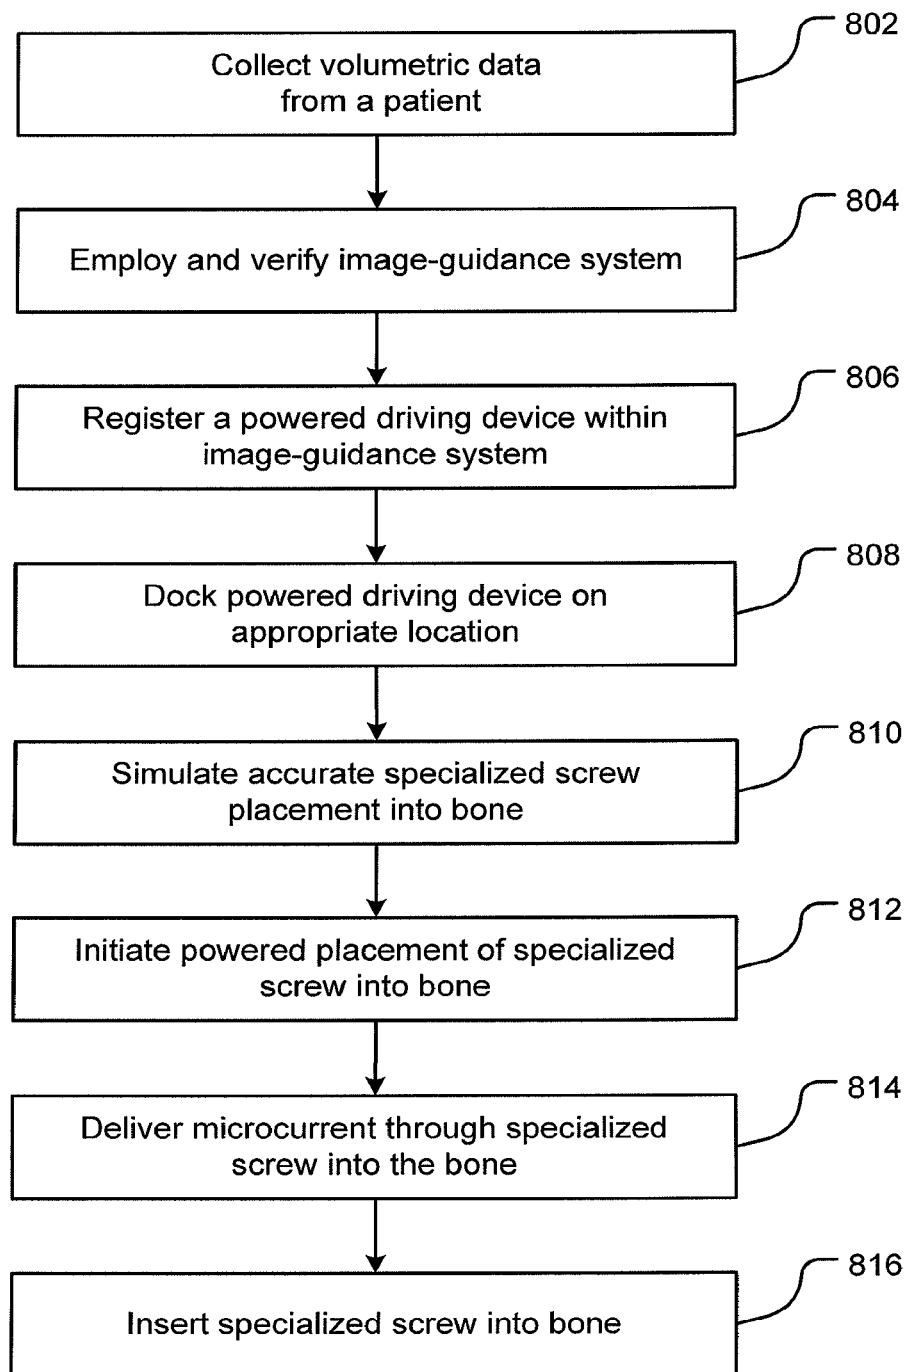 802
Collect volumetric data
from a patient
804
Employ and verify image-guidance system
806
Register a powered driving device within
image-guidance system
808
Dock powered driving device on
appropriate location
810
Simulate accurate specialized screw
placement into bone
812
Initiate powered placement of specialized
screw into bone
814
Deliver microcurrent through specialized
screw into the bone
816
Insert specialized screw into bone